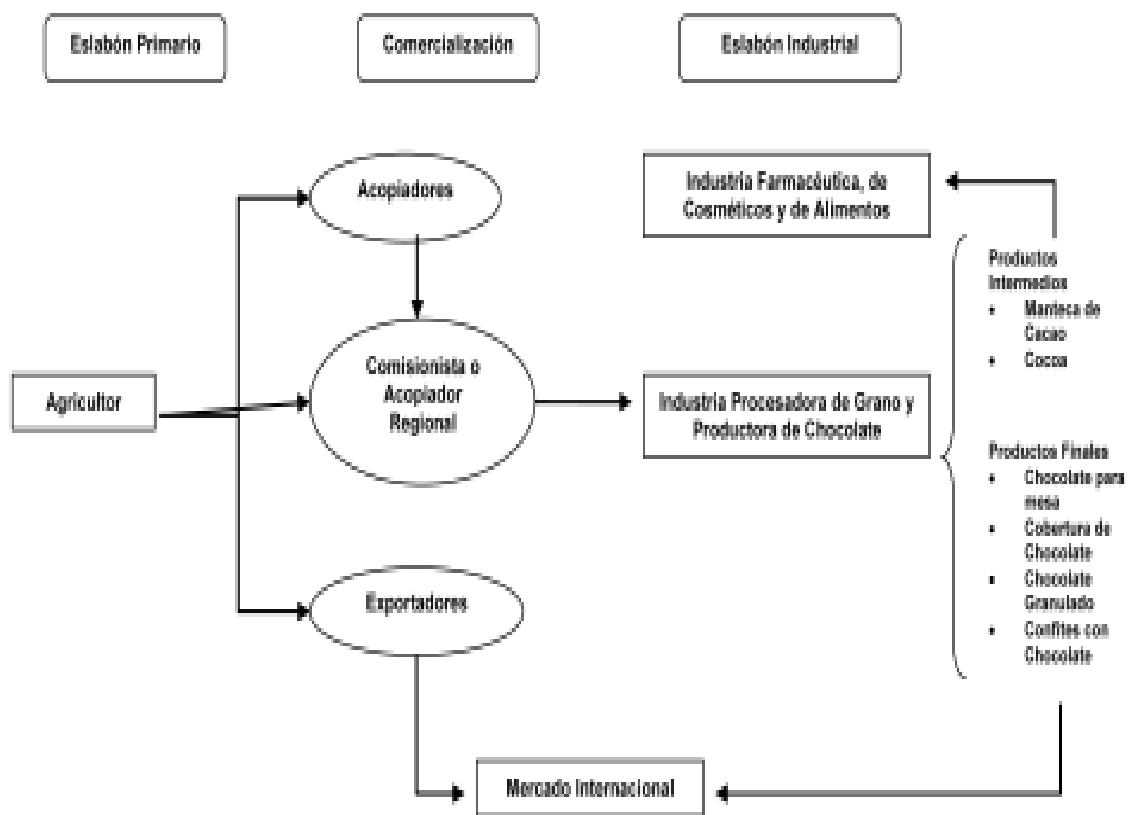 Eslabón Primario
Comercialización
Eslabón Industrial
Acopiadores
Industria Farmacéutica, de
Cosméticos y de Alimentos
Productos
Intermedios
• Manteca de
Cacao
• Cocoa
Agricultor
Comisionista o
Acopiador
Regional
Industria Procesadora de Grano y
Productora de Chocolate
Productos Finales
• Chocolate para
mesa
• Cobertura de
Chocolate
• Chocolate
Granulado
• Confites con
Chocolate
Exportadores
Mercado Internacional